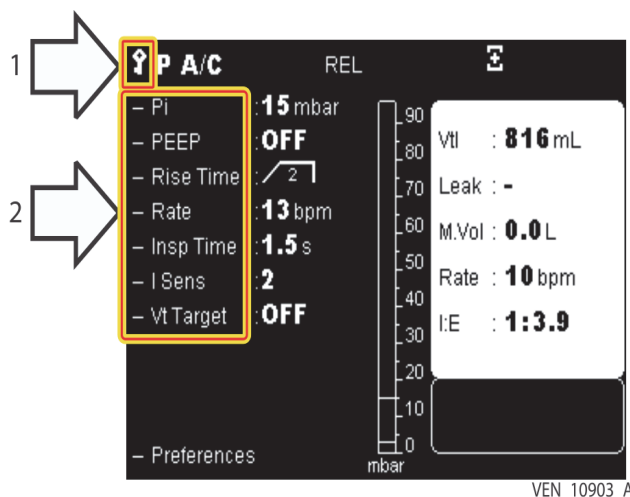 1
P A/C REL
– Pi :15 mbar
– PEEP :OFF
– Rise Time : 2
– Rate :13 bpm
– Insp Time :1.5 s
– I Sens :2
– Vt Target :OFF
– Preferences
2
90
80
70
60
50
40
30
20
10
0
mbar
VtI : 816 mL
Leak : -
M.Vol : 0.0 L
Rate : 10 bpm
I:E : 1:3.9
VEN 10903 A